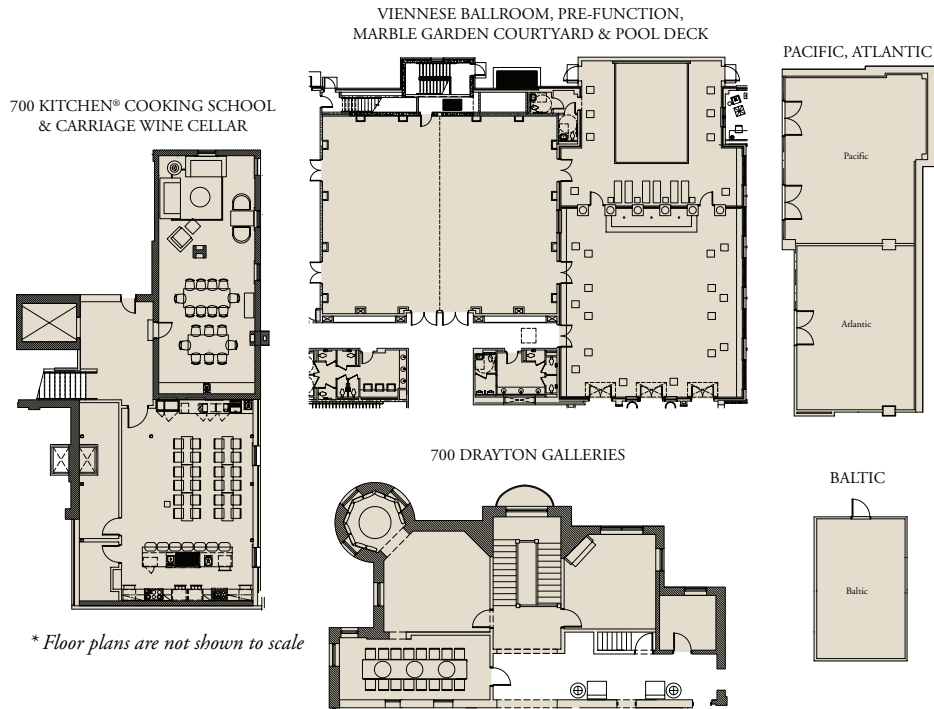 VIENNESE BALLROOM, PRE-FUNCTION,
MARBLE GARDEN COURTYARD & POOL DECK
PACIFIC, ATLANTIC
700 KITCHEN® COOKING SCHOOL
& CARRIAGE WINE CELLAR
Pacific
Atlantic
700 DRAYTON GALLERIES
BALTIC
Baltic
* Floor plans are not shown to scale